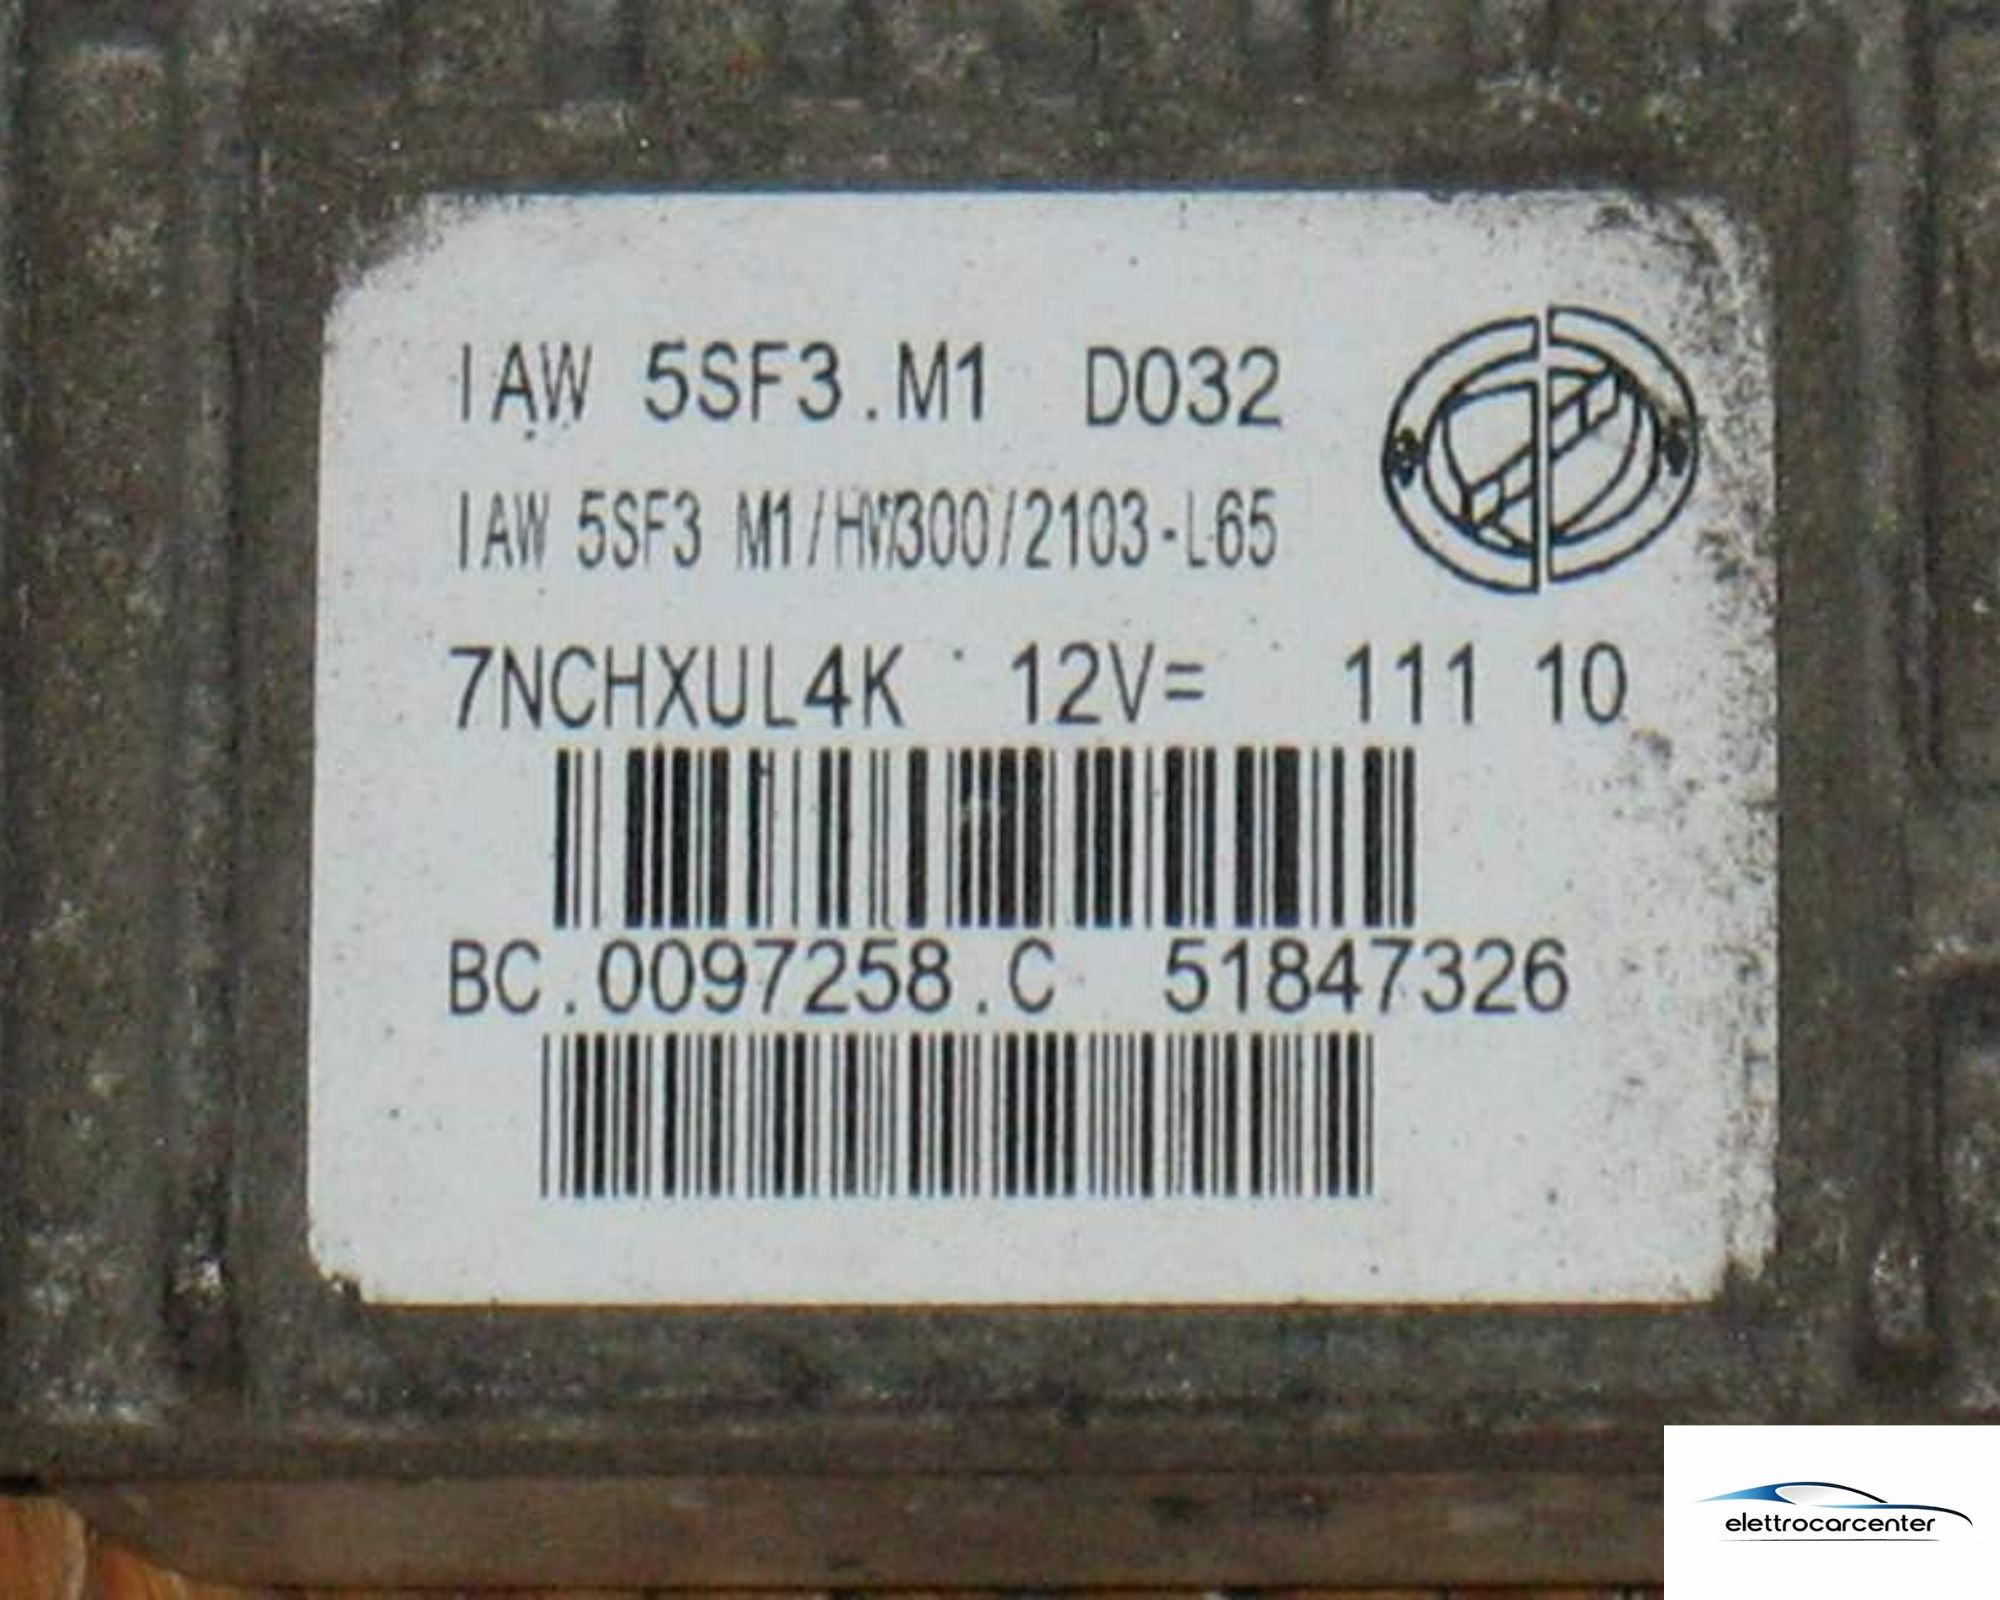 IAW 5SF3.M1 D032
IAW 5SF3 M1/HW300/2103-L65
7NCHXUL4K 12V= 111 10
BC.0097258.C 51847326
elettrocarcenter